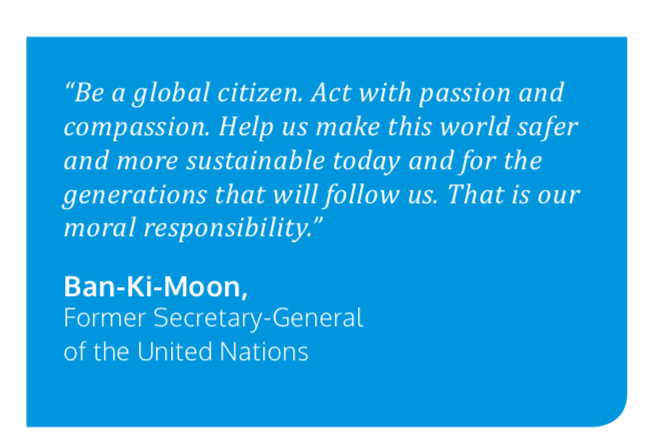 “Be a global citizen. Act with passion and
compassion. Help us make this world safer
and more sustainable today and for the
generations that will follow us. That is our
moral responsibility.”
Ban-Ki-Moon,
Former Secretary-General
of the United Nations